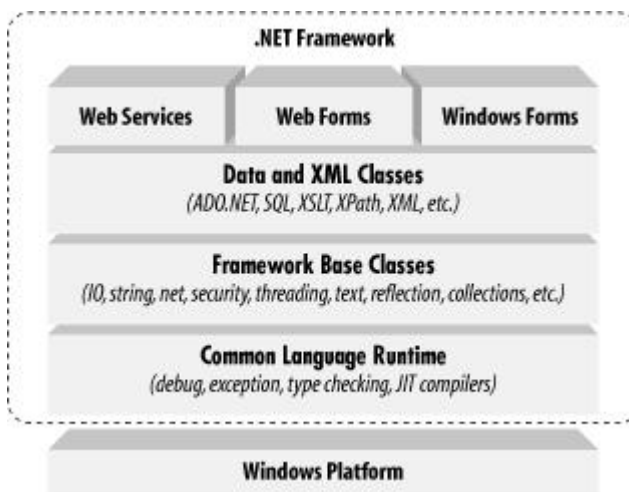 .NET Framework
Web Services
Web Forms
Windows Forms
Data and XML Classes
(ADO.NET, SQL, XSLT, XPath, XML, etc.)
Framework Base Classes
(IO, string, net, security, threading, text, reflection, collections, etc.)
Common Language Runtime
(debug, exception, type checking, JIT compilers)
Windows Platform